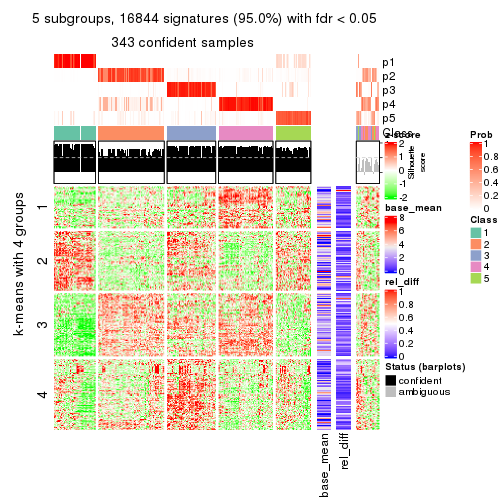 5 subgroups, 16844 signatures (95.0%) with fdr < 0.05
343 confident samples
p1
p2
p3
p4
p5
Class
Silhouette
score
k-means with 4 groups
1
2
3
4
base_mean
rel_diff
z-score
2
1
0
-1
-2
base_mean
8
6
4
2
0
rel_diff
1
0.8
0.6
0.4
0.2
0
Status (barplots)
confident
ambiguous
Prob
1
0.8
0.6
0.4
0.2
0
Class
1
2
3
4
5